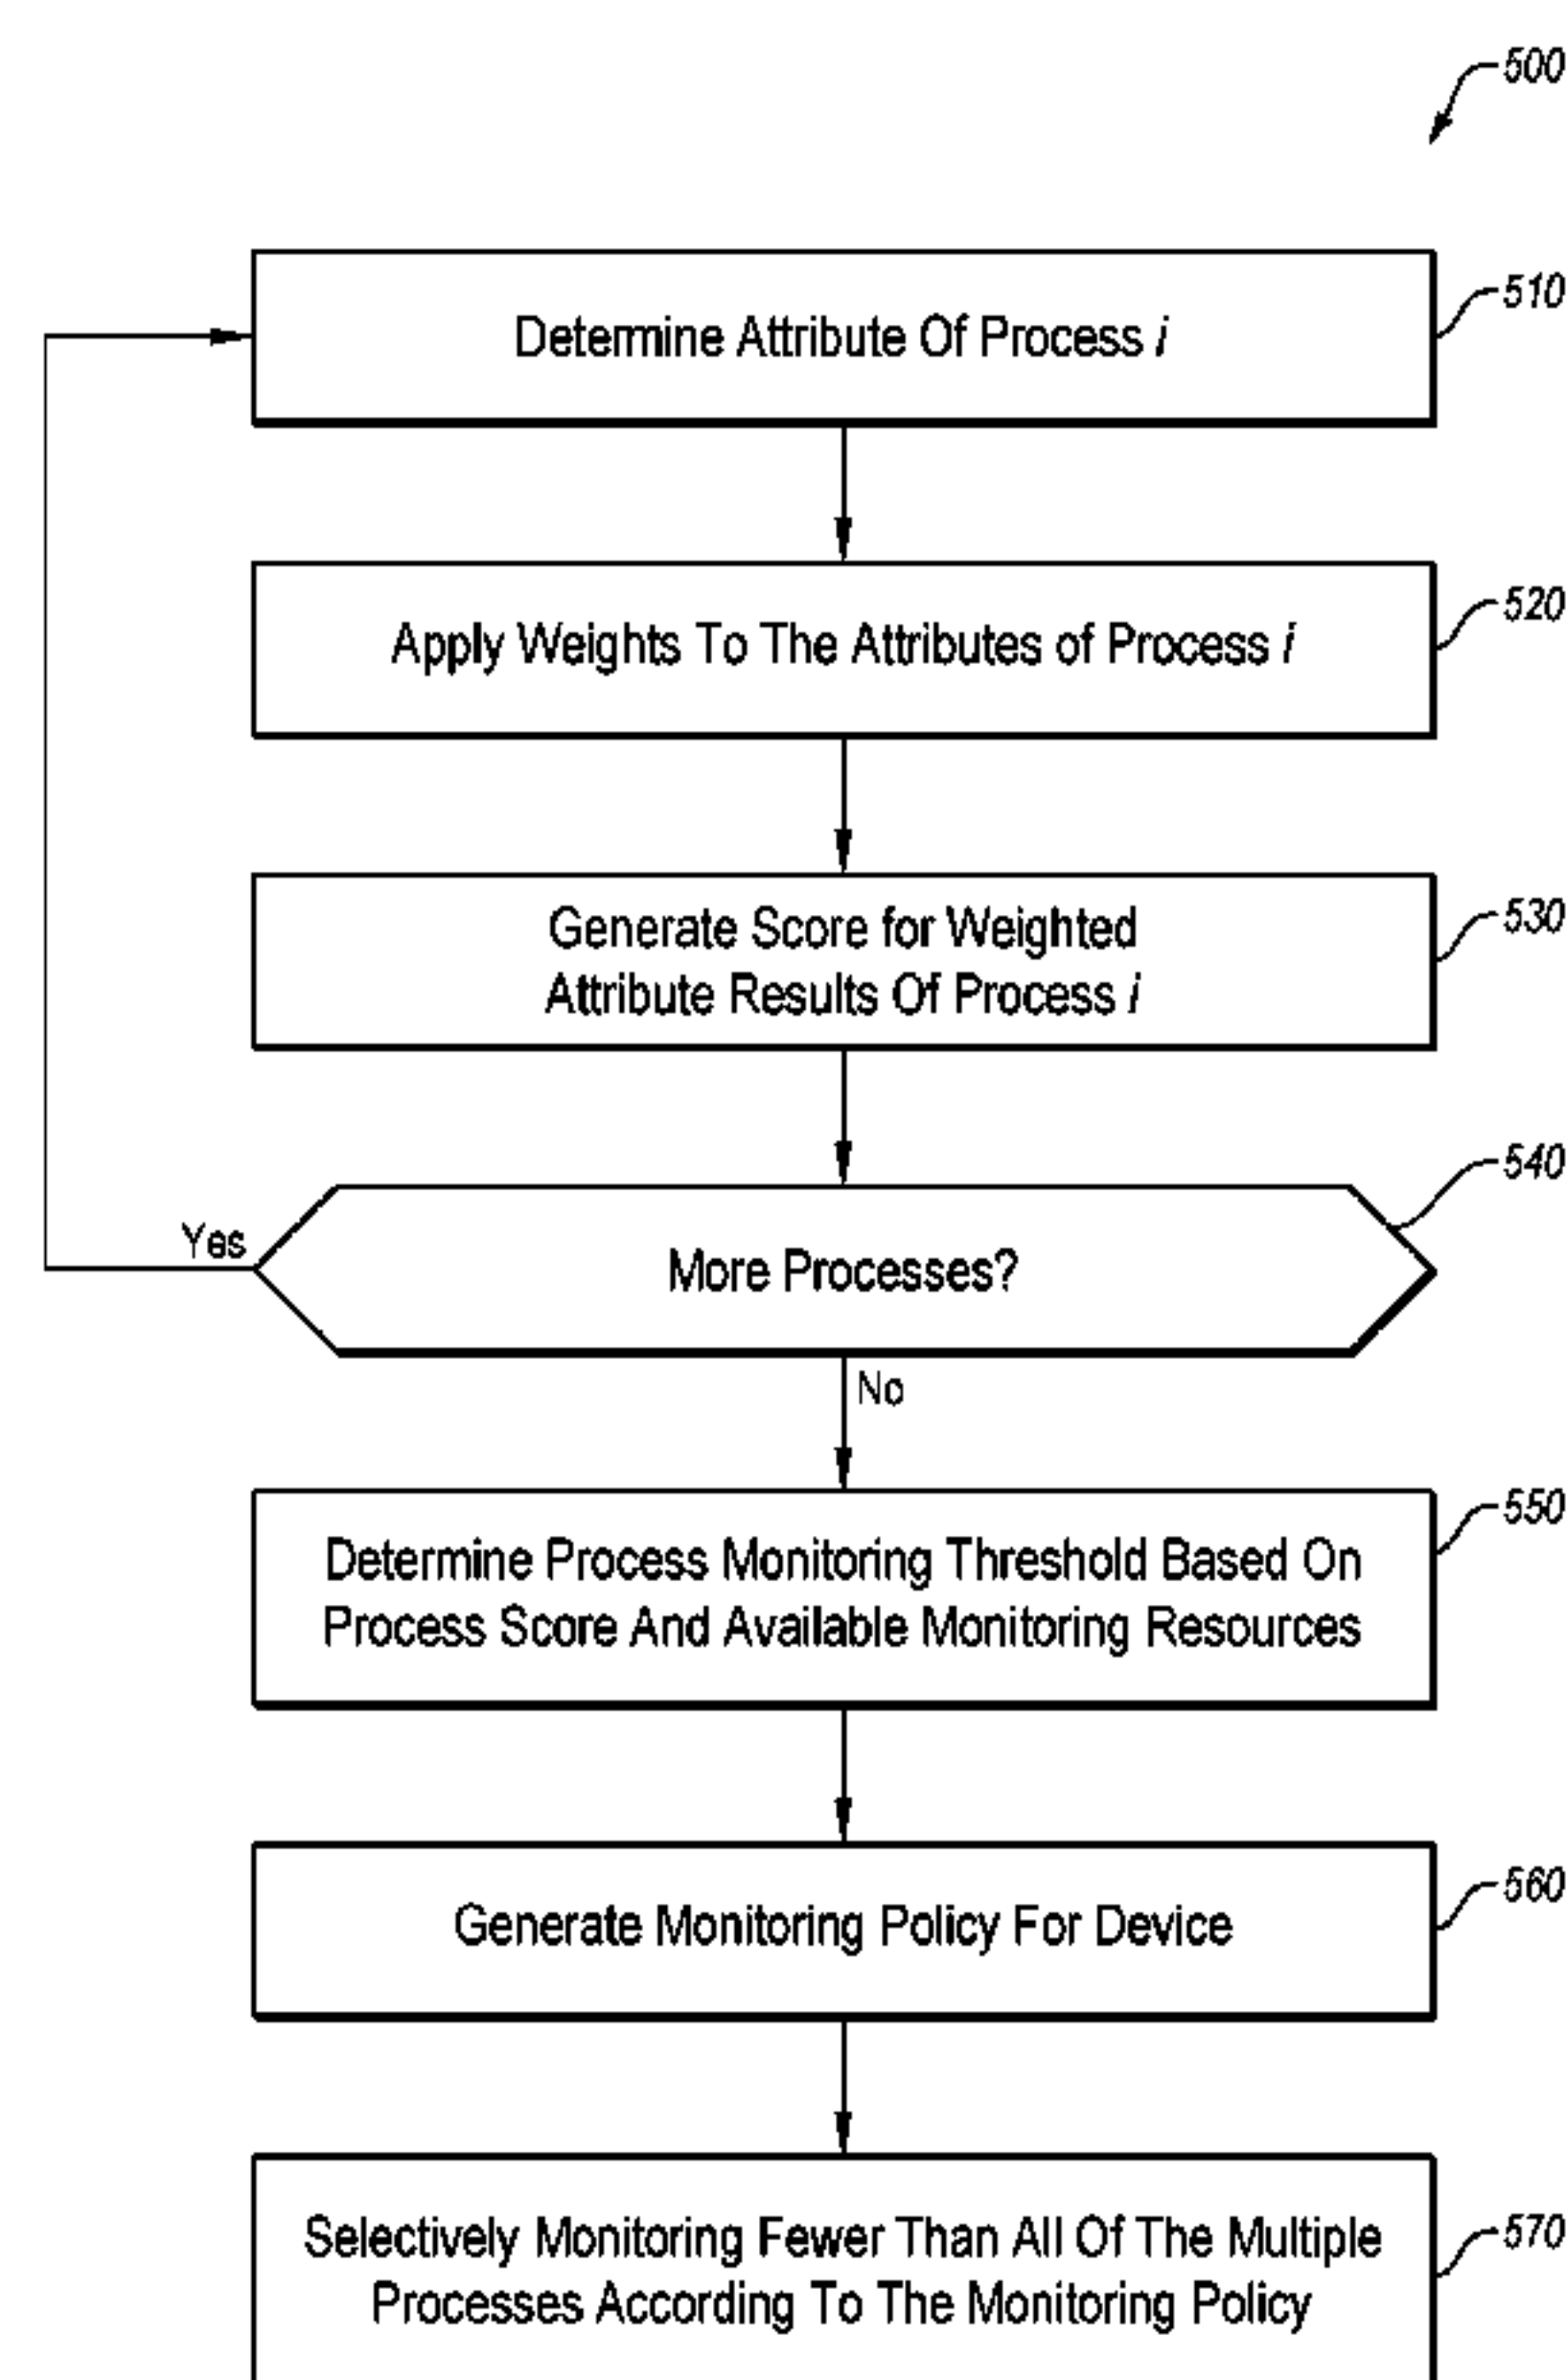 500
Determine Attribute Of Process i
510
Apply Weights To The Attributes of Process i
520
Generate Score for Weighted
Attribute Results Of Process i
530
More Processes?
540
Yes
No
Determine Process Monitoring Threshold Based On
Process Score And Available Monitoring Resources
550
Generate Monitoring Policy For Device
560
Selectively Monitoring Fewer Than All Of The Multiple
Processes According To The Monitoring Policy
570